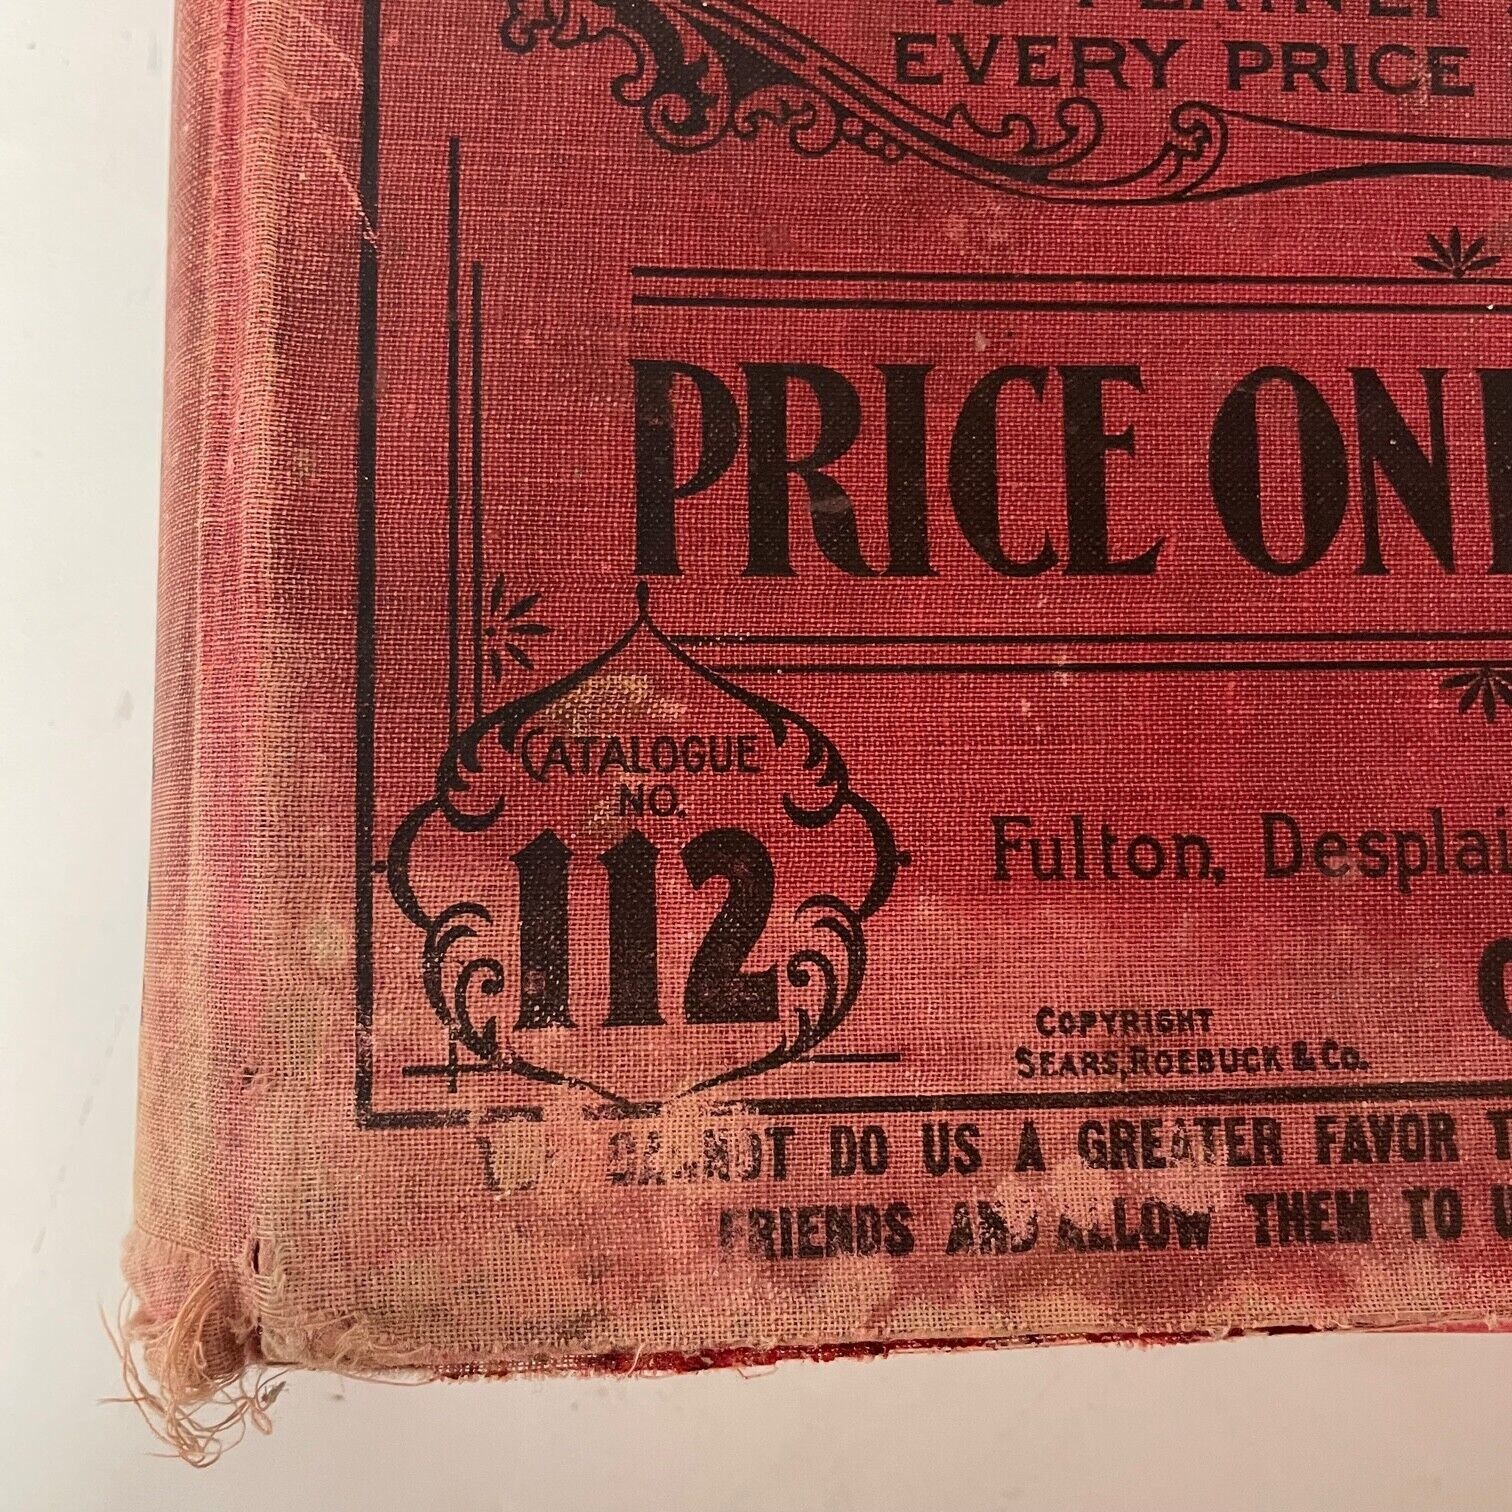 EVERY PRICE
PRICE ON
CATALOGUE
NO.
112
Fulton, Desplai
COPYRIGHT
SEARS, ROEBUCK & CO.
CANNOT DO US A GREATER FAVOR T
FRIENDS AND ALLOW THEM TO U